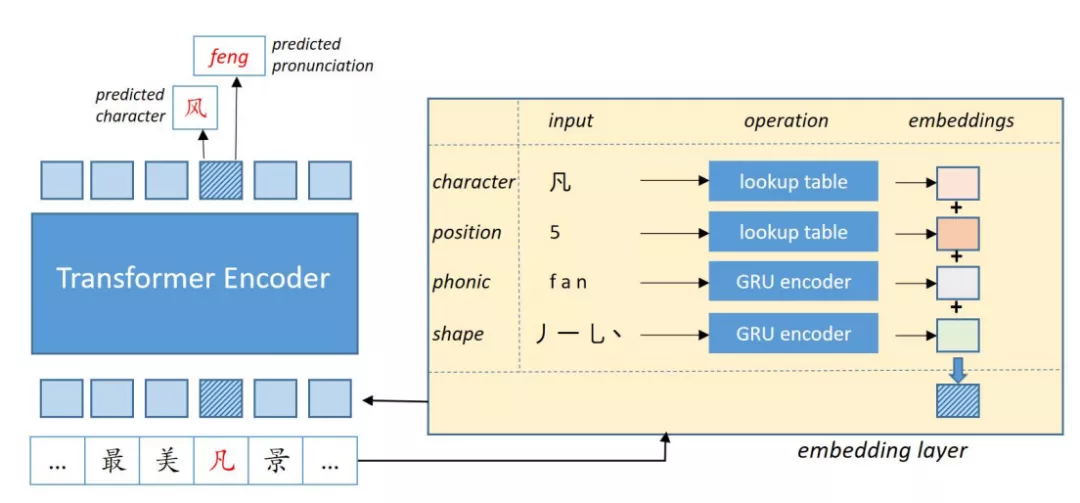 feng
predicted
pronunciation
predicted
character
风
Transformer Encoder
... 最 美 凡 景 ...
input operation embeddings
character 凡 lookup table
+
position 5 lookup table
+
phonic f a n GRU encoder
+
shape 丿 一 ㇟ 丶 GRU encoder
embedding layer